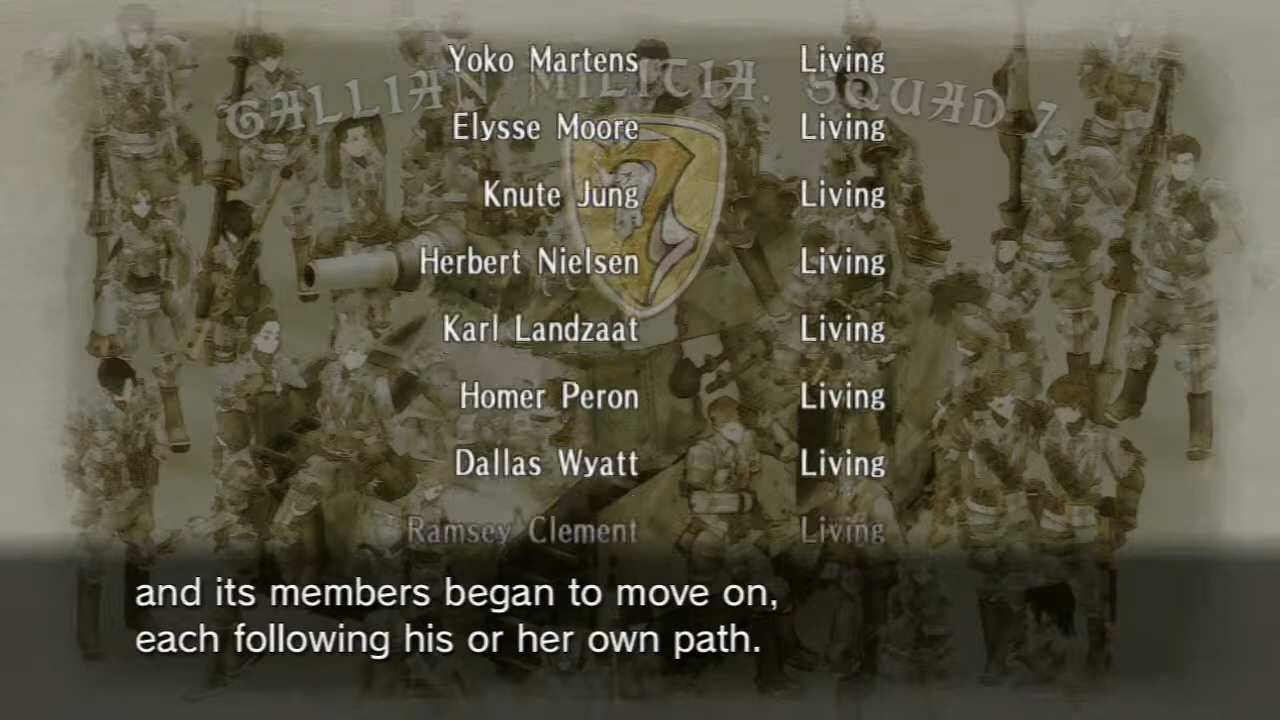 GALLIAN MILITIA. SQUAD 7
Yoko Martens Living
Elysse Moore Living
Knute Jung Living
Herbert Nielsen Living
Karl Landzaat Living
Homer Peron Living
Dallas Wyatt Living
Ramsey Clement Living
and its members began to move on,
each following his or her own path.